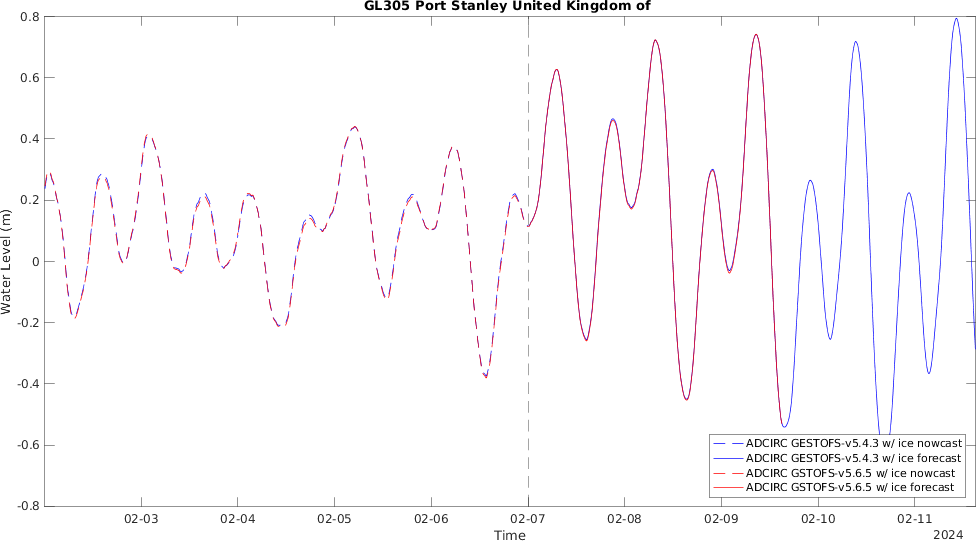 GL305 Port Stanley United Kingdom of
0.8
0.6
0.4
0.2
0
-0.2
-0.4
-0.6
-0.8
Water Level (m)
ADCIRC GESTOFS-v5.4.3 w/ ice nowcast
ADCIRC GESTOFS-v5.4.3 w/ ice forecast
ADCIRC GSTOFS-v5.6.5 w/ ice nowcast
ADCIRC GSTOFS-v5.6.5 w/ ice forecast
02-03 02-04 02-05 02-06 02-07 02-08 02-09 02-10 02-11
Time
2024